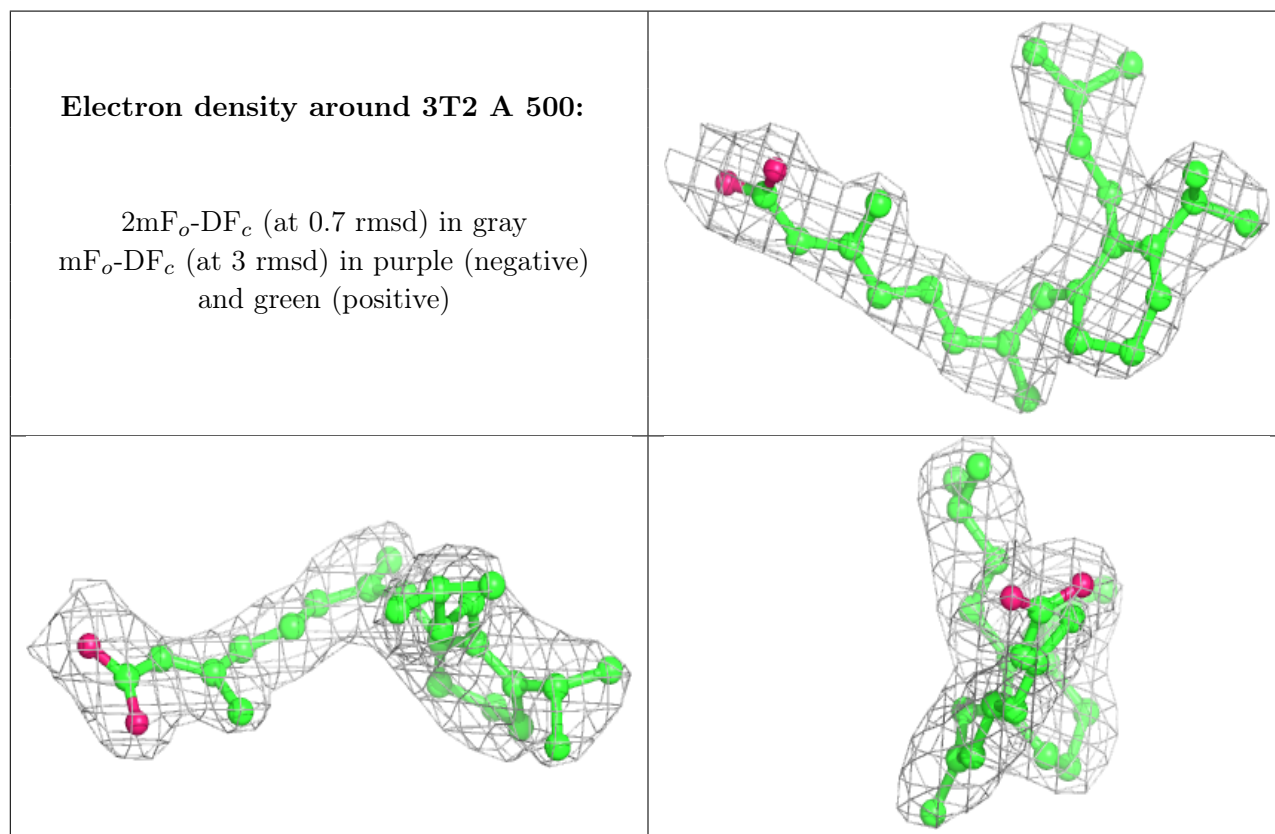 Electron density around 3T2 A 500:
2mFo-DFc (at 0.7 rmsd) in gray
mFo-DFc (at 3 rmsd) in purple (negative)
and green (positive)